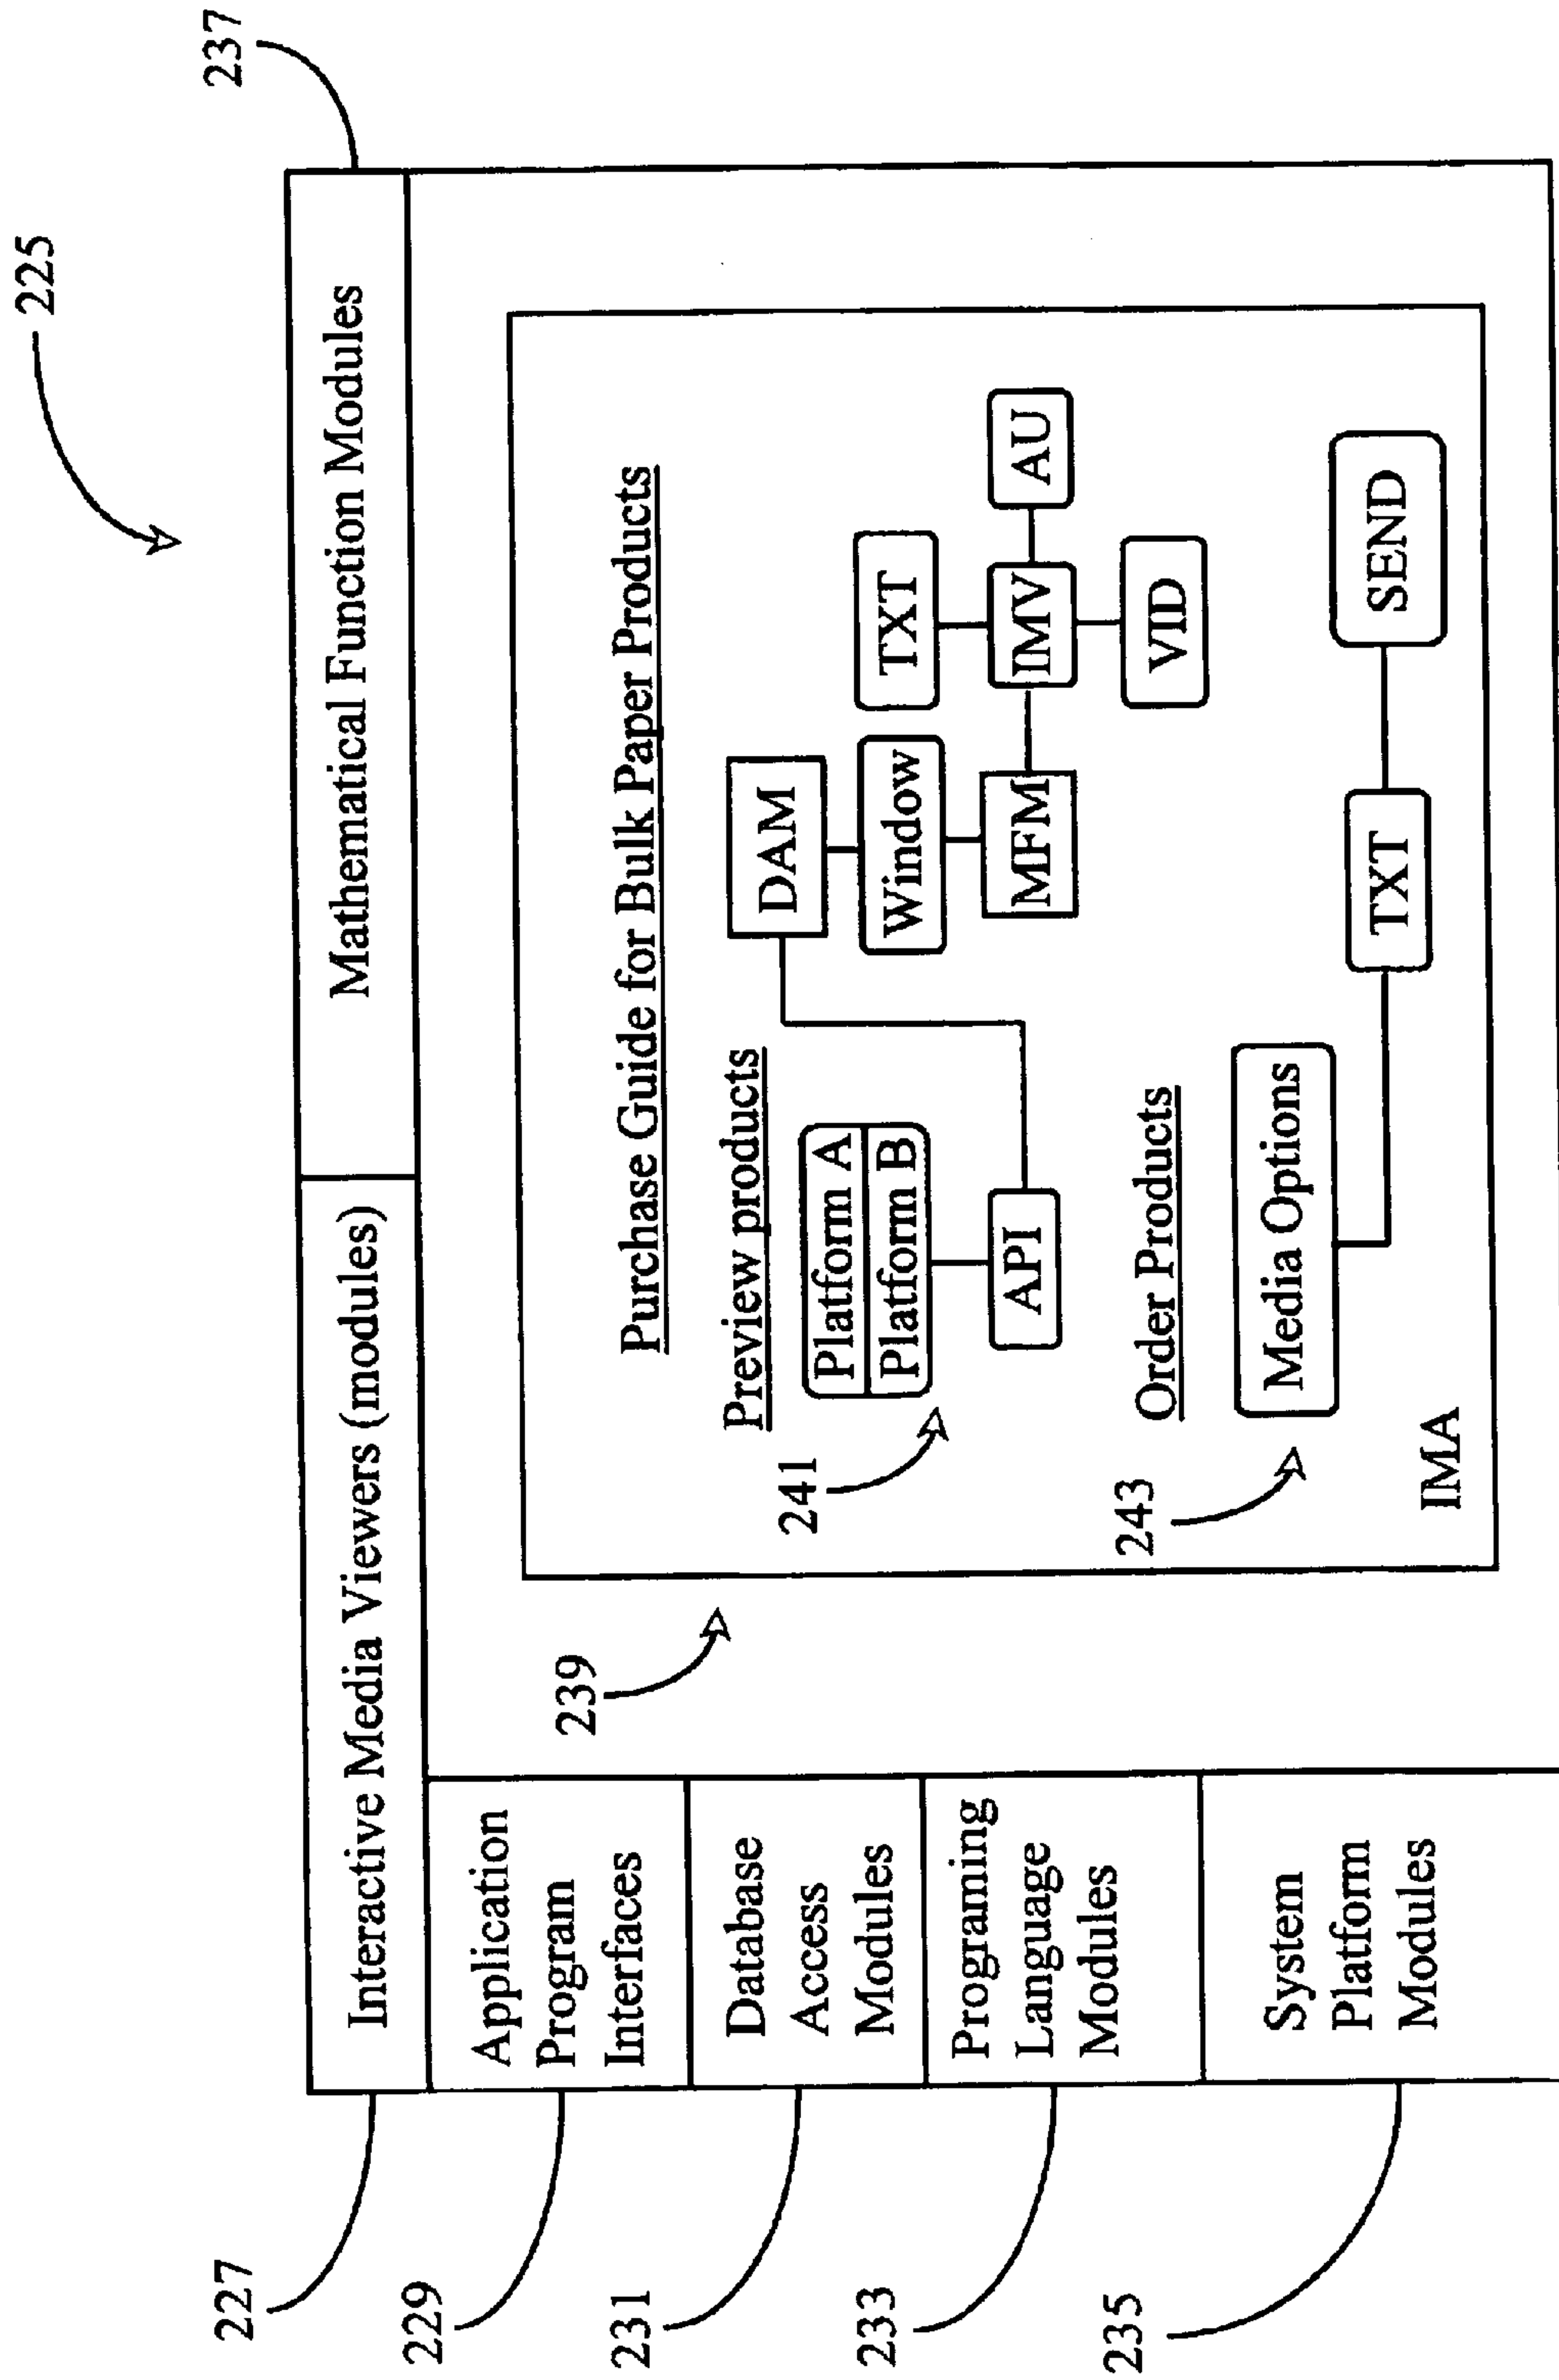 225
237
227
Interactive Media Viewers (modules)
Mathematical Function Modules
229
Application
Program
Interfaces
231
Database
Access
Modules
233
Programing
Language
Modules
235
System
Platform
Modules
239
Purchase Guide for Bulk Paper Products
Preview products
241
Platform A
Platform B
API
DAM
Window
MFM
TXT
IMV
AU
VID
Order Products
243
Media Options
TXT
SEND
IMA